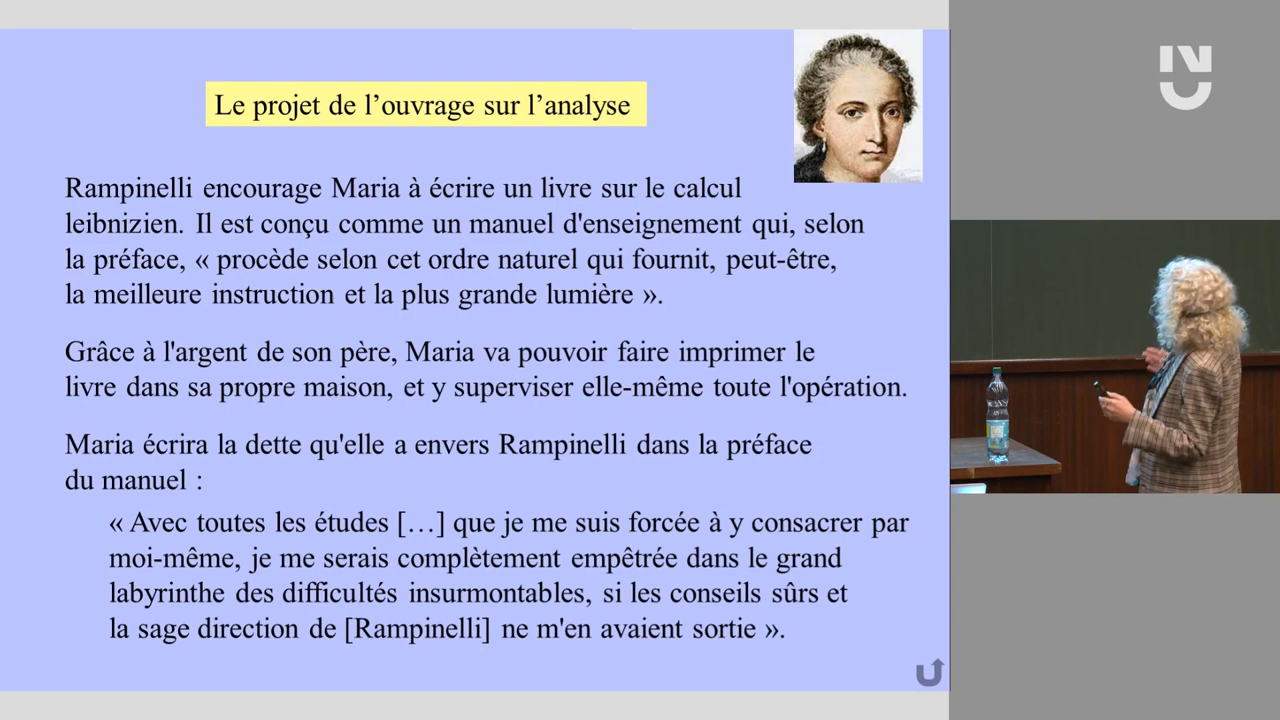 Le projet de l’ouvrage sur l’analyse
Rampinelli encourage Maria à écrire un livre sur le calcul
leibnizien. Il est conçu comme un manuel d'enseignement qui, selon
la préface, « procède selon cet ordre naturel qui fournit, peut-être,
la meilleure instruction et la plus grande lumière ».
Grâce à l'argent de son père, Maria va pouvoir faire imprimer le
livre dans sa propre maison, et y superviser elle-même toute l'opération.
Maria écrira la dette qu'elle a envers Rampinelli dans la préface
du manuel :
« Avec toutes les études […] que je me suis forcée à y consacrer par
moi-même, je me serais complètement empêtrée dans le grand
labyrinthe des difficultés insurmontables, si les conseils sûrs et
la sage direction de [Rampinelli] ne m'en avaient sortie ».